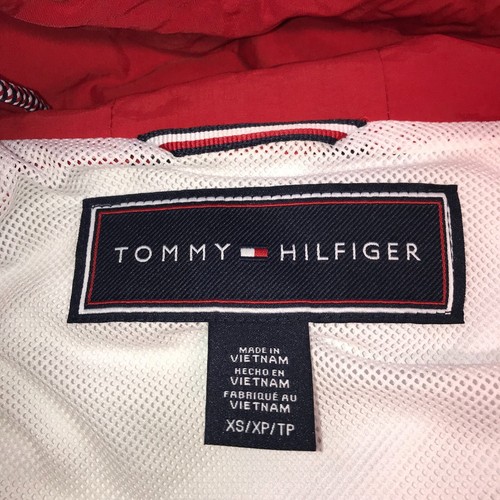 TOMMY HILFIGER
MADE IN
VIETNAM
HECHO EN
VIETNAM
FABRIQUÉ AU
VIETNAM
XS/XP/TP